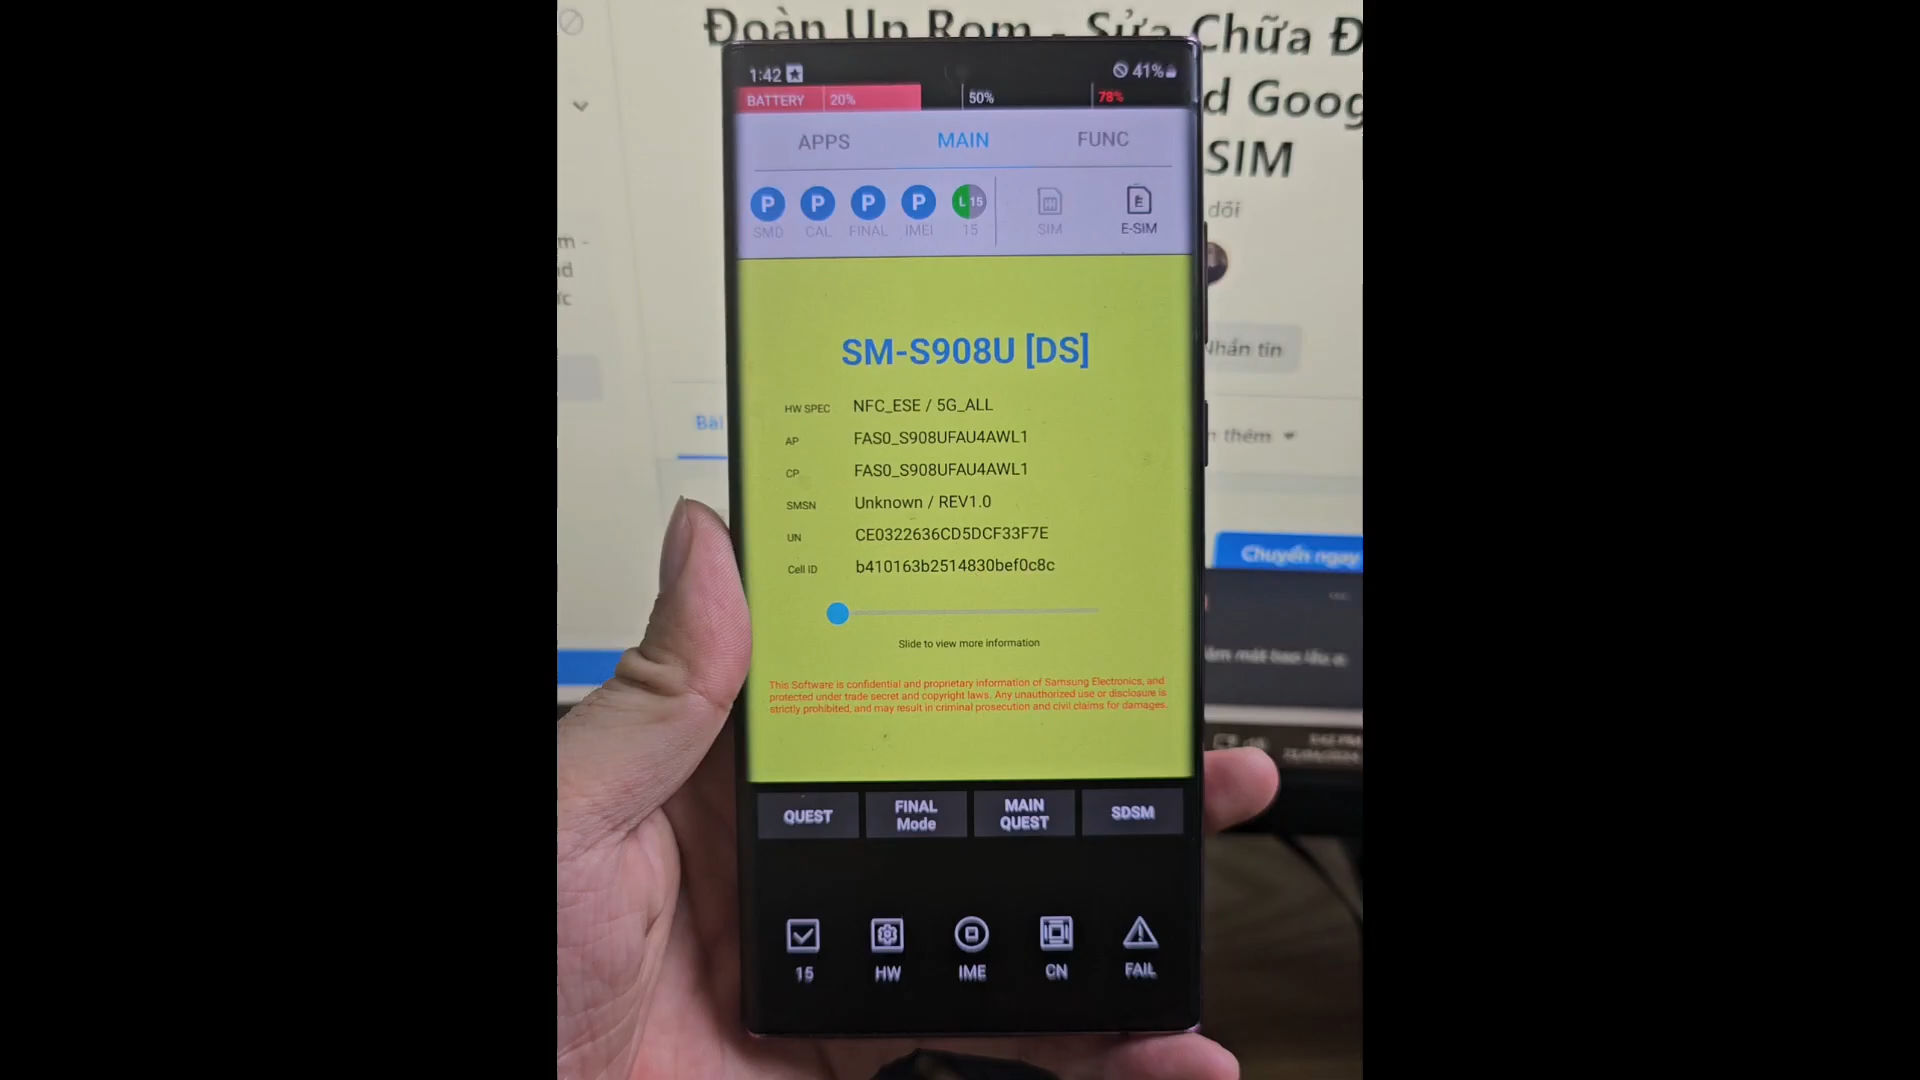 Đoàn Up Rom - Sửa Chữa Đ
d Goog
SIM
dõi
Nhắn tin
thêm
Bài
Chuyển ngay
1:42
41%
BATTERY 20% 50% 78%
APPS MAIN FUNC
P P P P L 15
SMD CAL FINAL IMEI 15 SIM E-SIM
SM-S908U [DS]
HW SPEC NFC_ESE / 5G_ALL
AP FAS0_S908UFAU4AWL1
CP FAS0_S908UFAU4AWL1
SMSN Unknown / REV1.0
UN CE0322636CD5DCF33F7E
Cell ID b410163b2514830bef0c8c
Slide to view more information
This Software is confidential and proprietary information of Samsung Electronics, and
protected under trade secret and copyright laws. Any unauthorized use or disclosure is
strictly prohibited, and may result in criminal prosecution and civil claims for damages.
QUEST FINAL Mode MAIN QUEST SDSM
15 HW IME CN FAIL